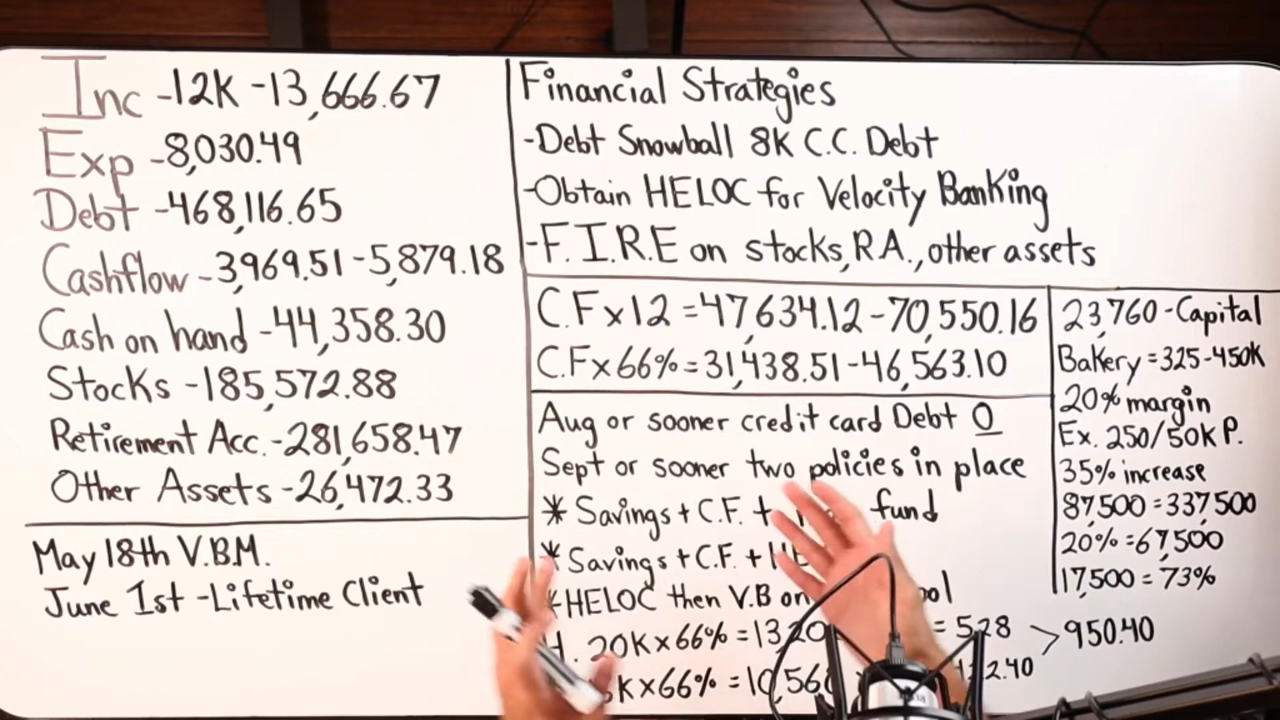 Inc -12K -13,666.67
Exp -8,030.49
Debt -468,116.65
Cashflow -3,969.51 -5,879.18
Cash on hand -44,358.30
Stocks -185,572.88
Retirement Acc. -281,658.47
Other Assets -26,472.33
May 18th V.B.M.
June 1st -Lifetime Client
Financial Strategies
-Debt Snowball 8K C.C. Debt
-Obtain HELOC for Velocity Banking
-F.I.R.E on stocks, R.A., other assets
C.F x 12 = 47,634.12 - 70,550.16
C.F x 66% = 31,438.51 - 46,563.10
Aug or sooner credit card Debt 0
Sept or sooner two policies in place
* Savings + C.F. + fund
* Savings + C.F. +
*HELOC then V.B on
20K x 66% = 13,20 = 528
K x 66% = 10,56 2.40
>950.40
23,760 - Capital
Bakery = 325-450K
20% margin
Ex. 250/50K P.
35% increase
87,500 = 337,500
20% = 67,500
17,500 = 73%